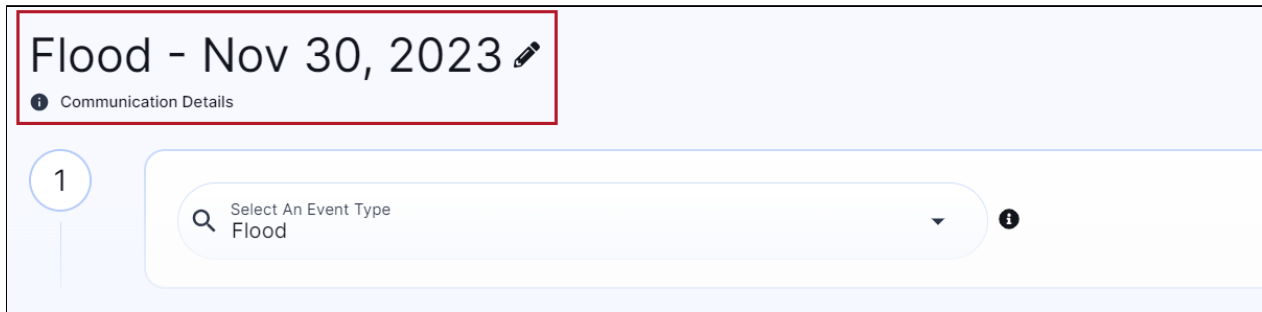 Flood - Nov 30, 2023
Communication Details
1
Select An Event Type
Flood